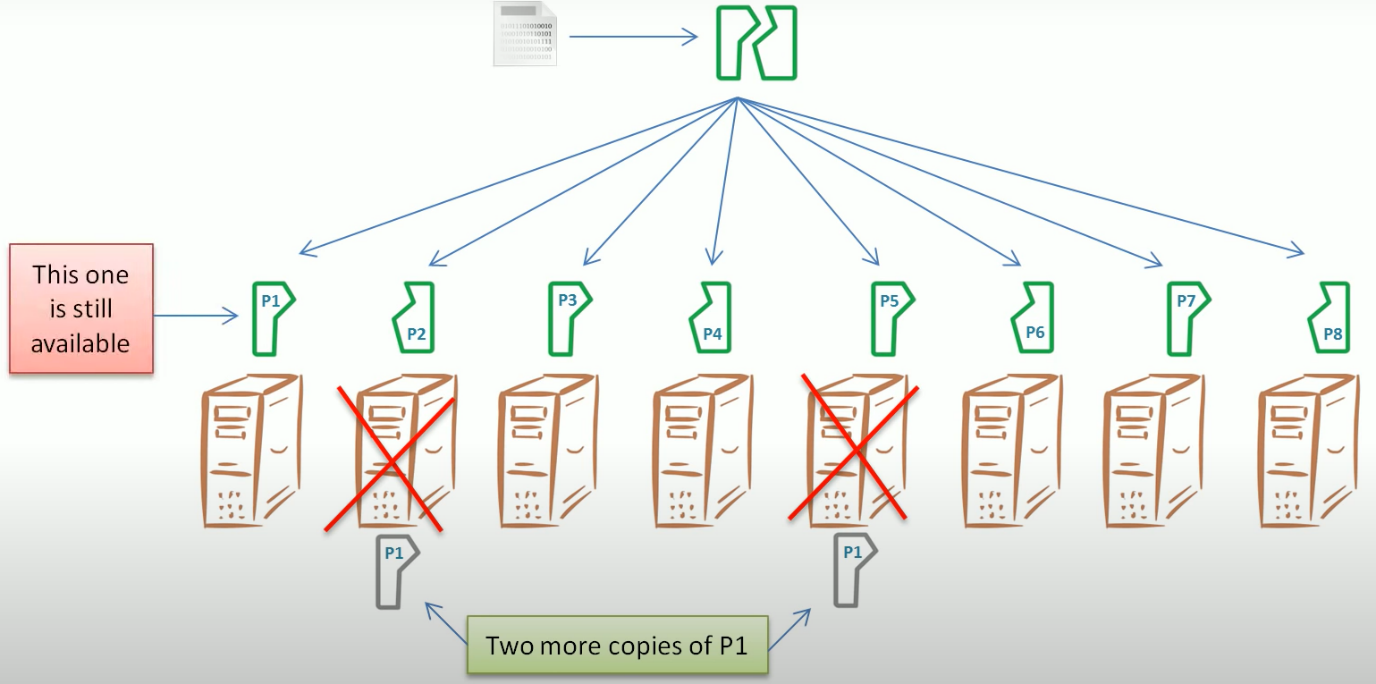 This one
is still
available
P1
P2
P3
P4
P5
P6
P7
P8
P1
P1
Two more copies of P1